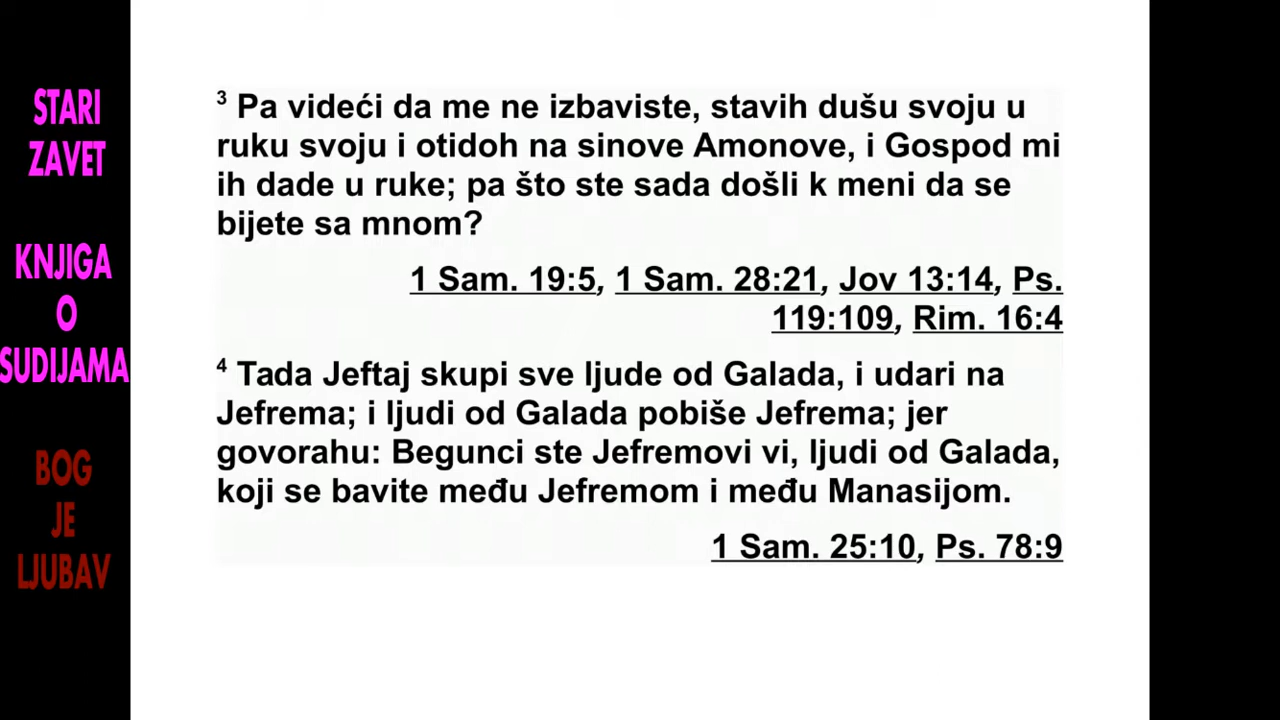 STARI
ZAVET
KNJIGA
O
SUDIJAMA
BOG
JE
LJUBAV
3 Pa videći da me ne izbaviste, stavih dušu svoju u
ruku svoju i otidoh na sinove Amonove, i Gospod mi
ih dade u ruke; pa što ste sada došli k meni da se
bijete sa mnom?
1 Sam. 19:5, 1 Sam. 28:21, Jov 13:14, Ps.
119:109, Rim. 16:4
4 Tada Jeftaj skupi sve ljude od Galada, i udari na
Jefrema; i ljudi od Galada pobiše Jefrema; jer
govorahu: Begunci ste Jefremovi vi, ljudi od Galada,
koji se bavite među Jefremom i među Manasijom.
1 Sam. 25:10, Ps. 78:9